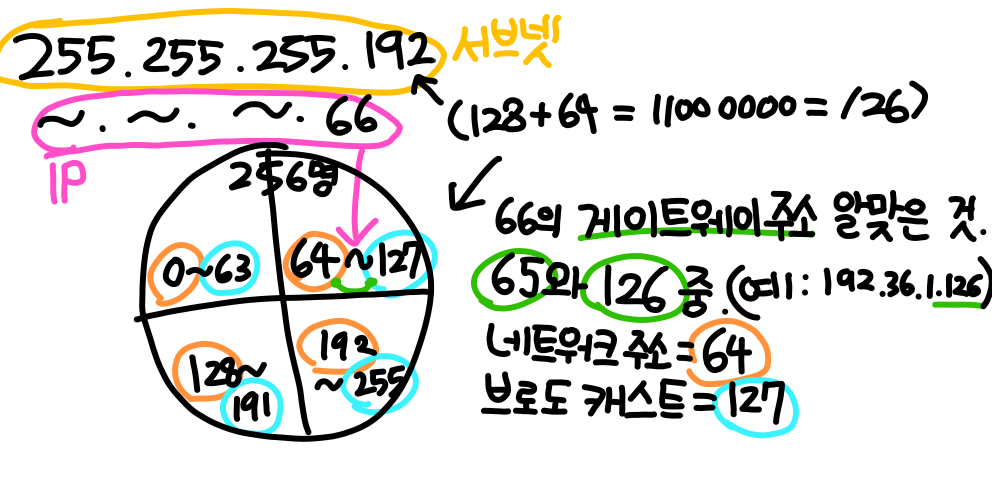 255.255.255.192 서브넷
~.~.~.66
(128+64 = 1100 0000 = /26)
IP
256명
0~63
64~127
128~
191
192
~255
66의 게이트웨이주소 알맞은 것.
65와 126중.(예: 192.36.1.126)
네트워크 주소=64
브로도 캐스트=127